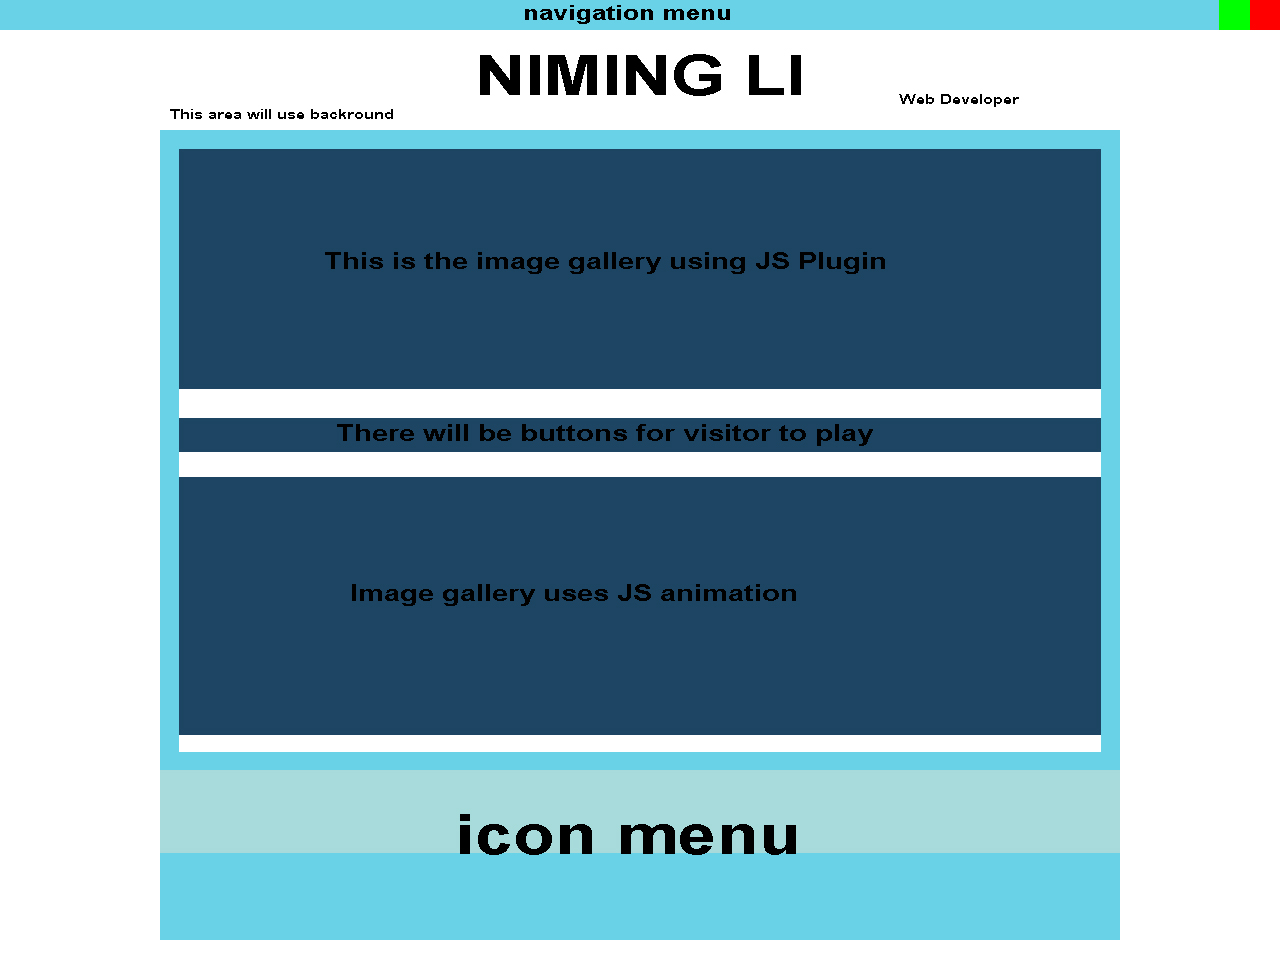 navigation menu
NIMING LI
Web Developer
This area will use backround
This is the image gallery using JS Plugin
There will be buttons for visitor to play
Image gallery uses JS animation
icon menu